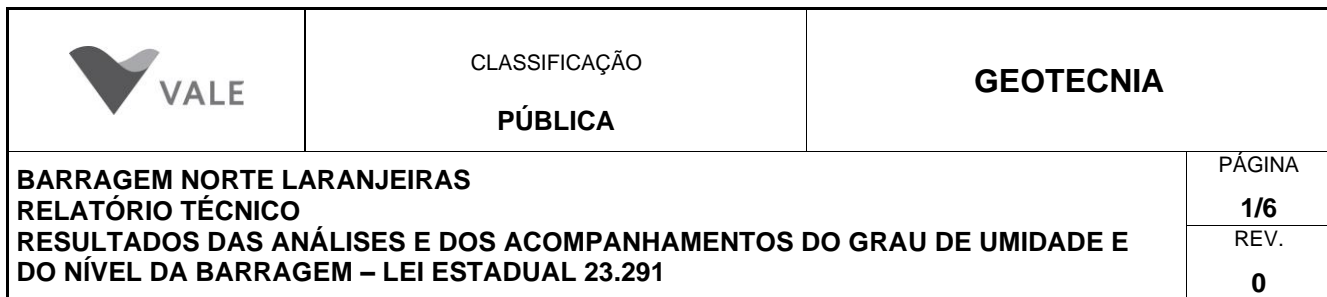 VALE
CLASSIFICAÇÃO
PÚBLICA
GEOTECNIA
BARRAGEM NORTE LARANJEIRAS
RELATÓRIO TÉCNICO
RESULTADOS DAS ANÁLISES E DOS ACOMPANHAMENTOS DO GRAU DE UMIDADE E
DO NÍVEL DA BARRAGEM – LEI ESTADUAL 23.291
PÁGINA
1/6
REV.
0